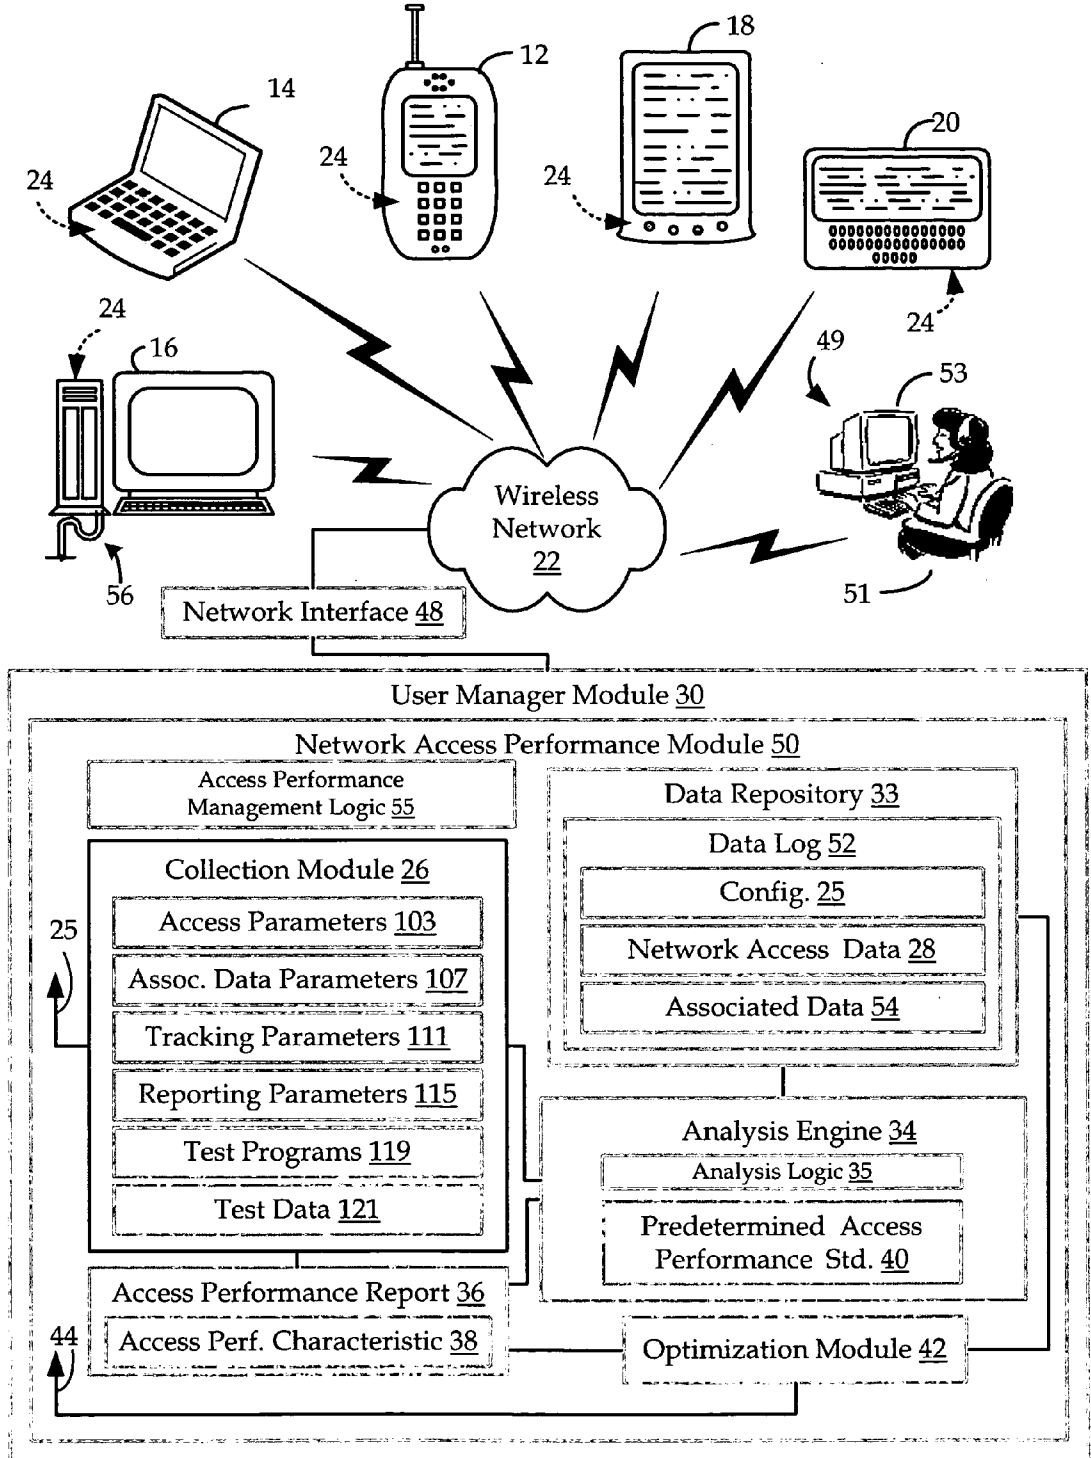 18
12
14
20
24
24
24
24
24
16
49
53
Wireless
Network
22
56
51
Network Interface 48
User Manager Module 30
Network Access Performance Module 50
Access Performance
Management Logic 55
Data Repository 33
Data Log 52
Collection Module 26
Config. 25
Access Parameters 103
25
Network Access Data 28
Assoc. Data Parameters 107
Associated Data 54
Tracking Parameters 111
Reporting Parameters 115
Analysis Engine 34
Test Programs 119
Analysis Logic 35
Test Data 121
Predetermined Access
Performance Std. 40
Access Performance Report 36
44
Access Perf. Characteristic 38
Optimization Module 42